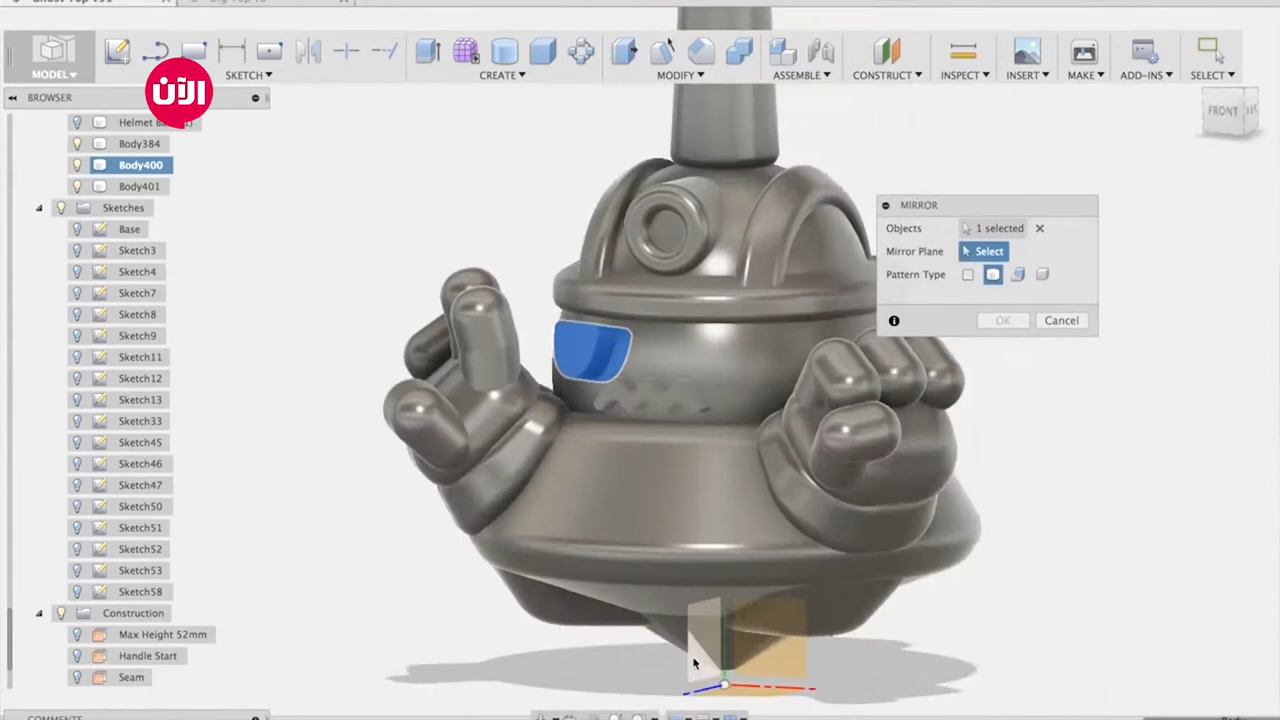 MODEL
SKETCH
CREATE
MODIFY
ASSEMBLE
CONSTRUCT
INSPECT
INSERT
MAKE
ADD-INS
SELECT
الآن
BROWSER
FRONT
Helmet
Body384
Body400
Body401
Sketches
Base
Sketch3
Sketch4
Sketch7
Sketch8
Sketch9
Sketch11
Sketch12
Sketch13
Sketch33
Sketch45
Sketch46
Sketch47
Sketch50
Sketch51
Sketch52
Sketch53
Sketch58
Construction
Max Height 52mm
Handle Start
Seam
MIRROR
Objects 1 selected
Mirror Plane Select
Pattern Type
OK Cancel
COMMENTS